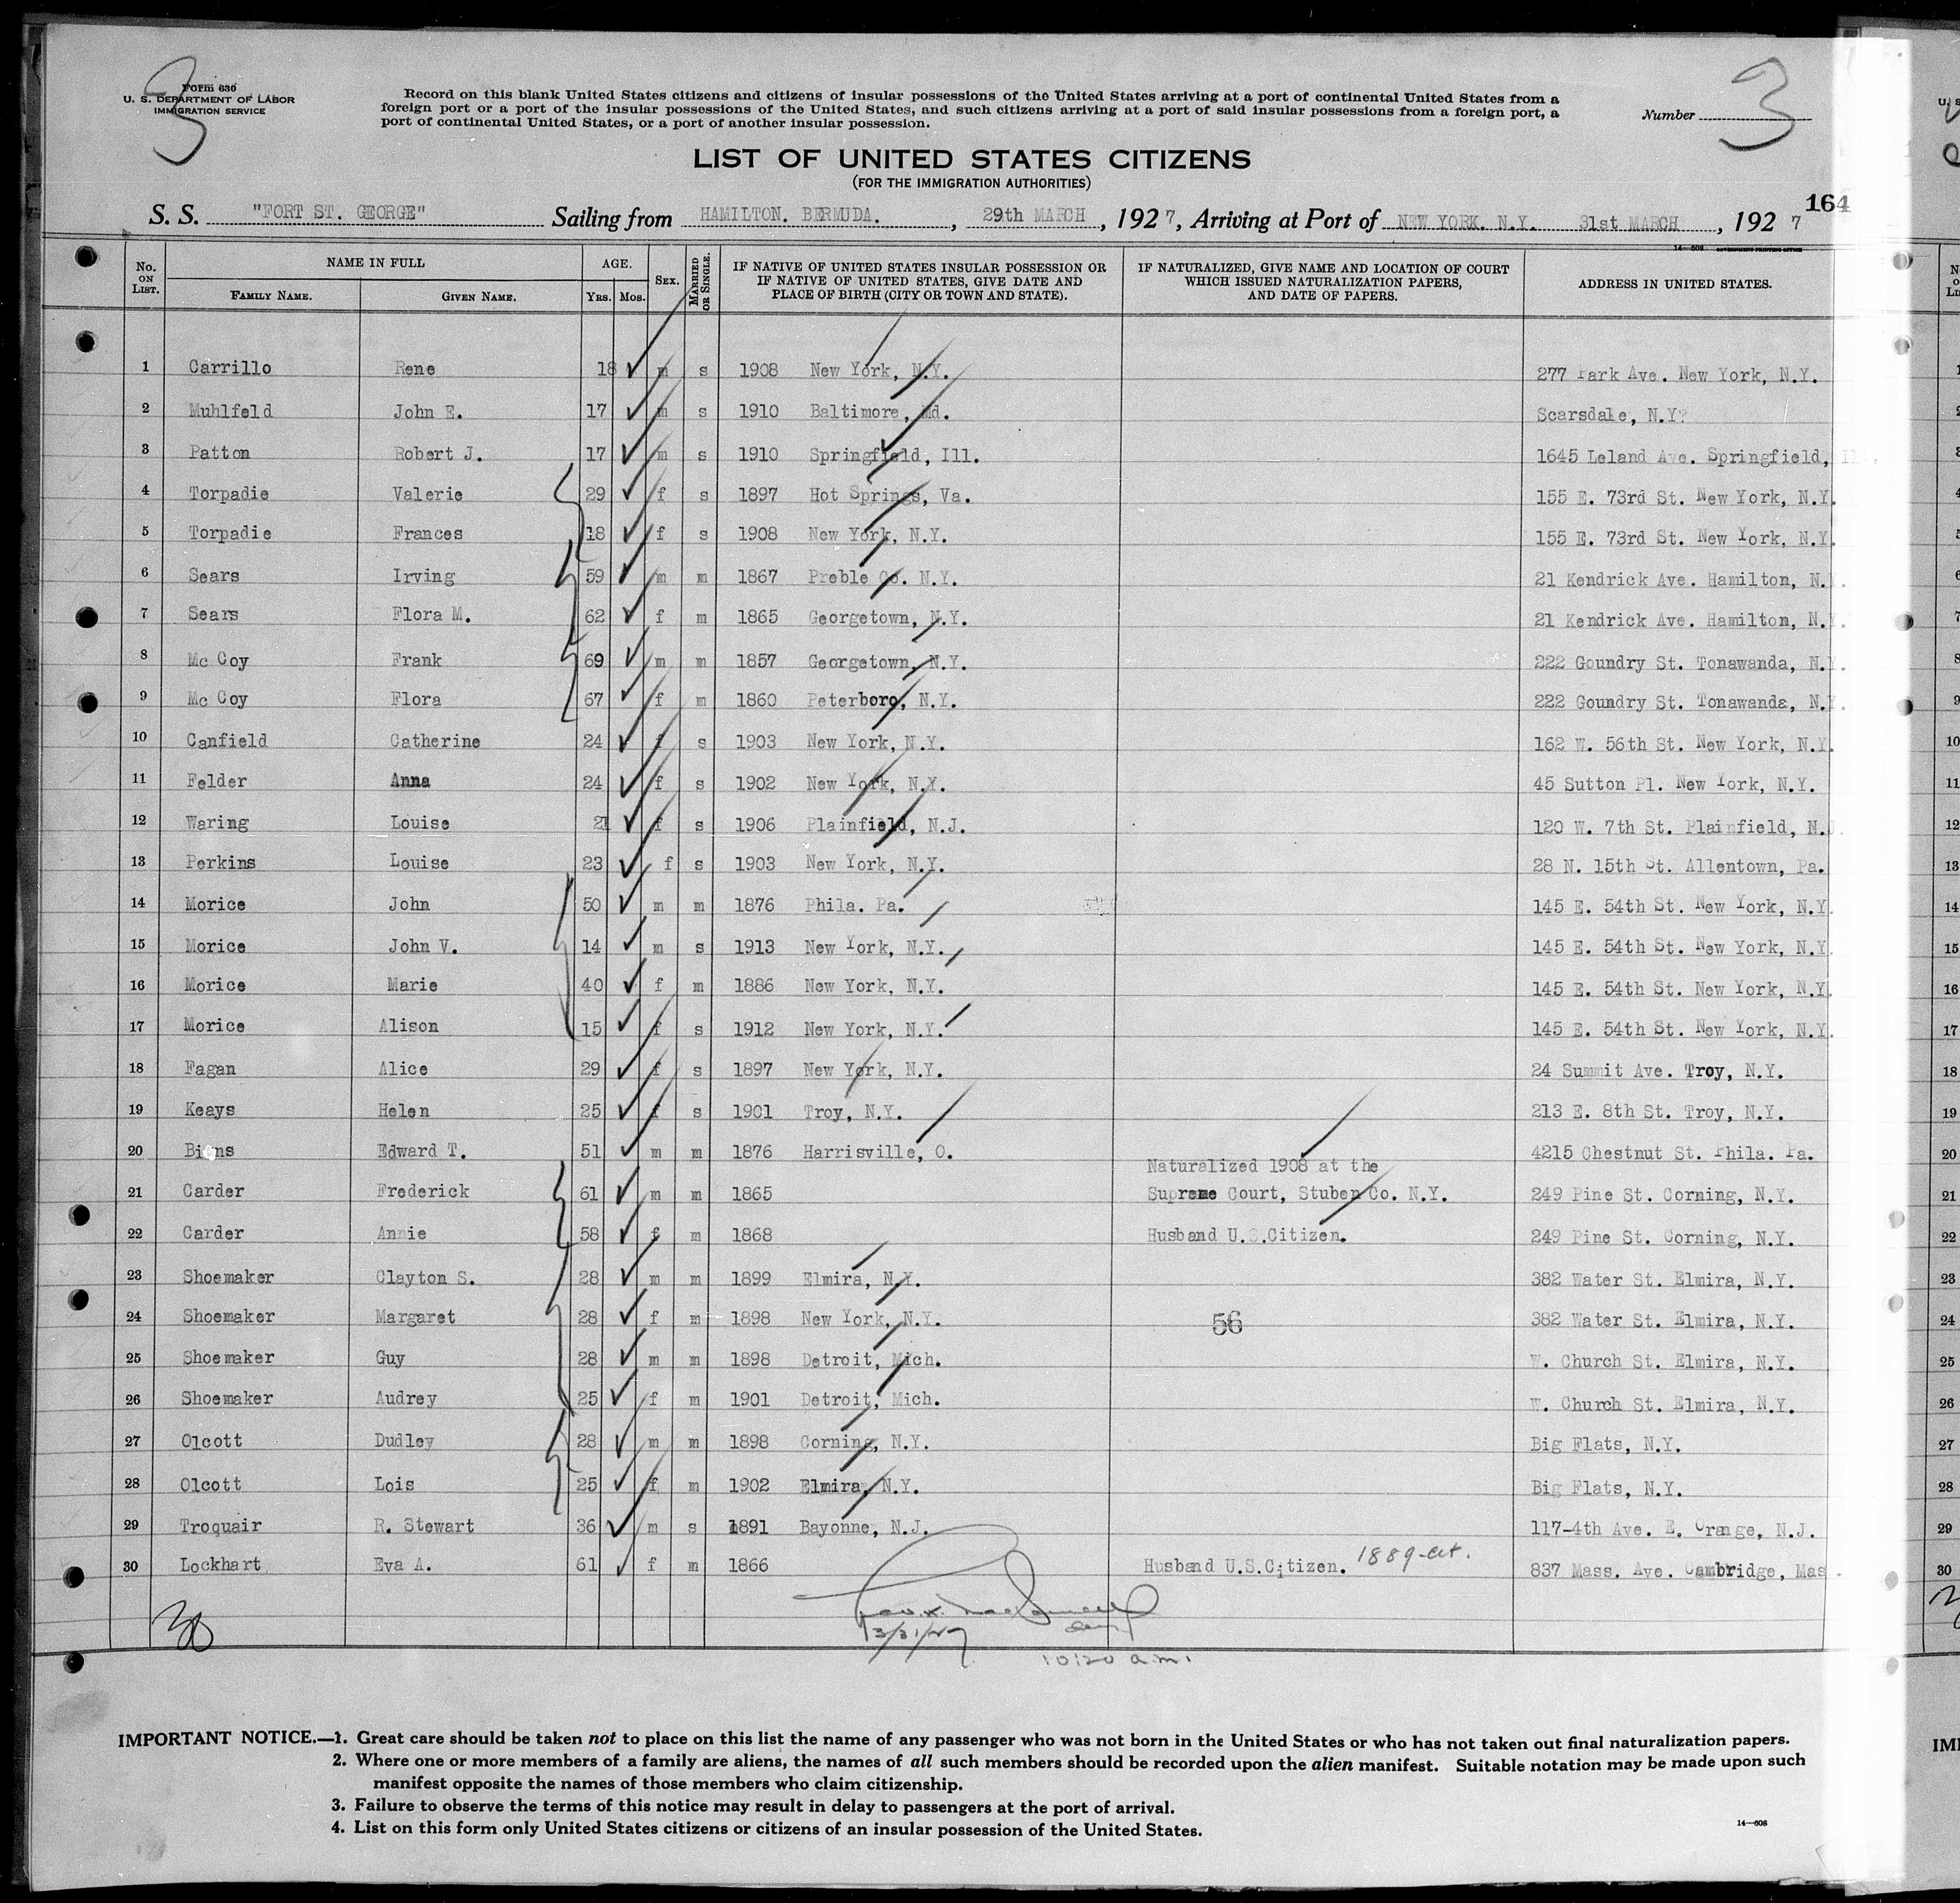 3
FORM 630
U. S. DEPARTMENT OF LABOR
IMMIGRATION SERVICE
Record on this blank United States citizens and citizens of insular possessions of the United States arriving at a port of continental United States from a
foreign port or a port of the insular possessions of the United States, and such citizens arriving at a port of said insular possessions from a foreign port, a
port of continental United States, or a port of another insular possession.
Number 3
LIST OF UNITED STATES CITIZENS
(FOR THE IMMIGRATION AUTHORITIES)
164
S. S. "FORT ST. GEORGE" Sailing from HAMILTON. BERMUDA. , 29th MARCH , 1927, Arriving at Port of NEW YORK. N.Y. 31st MARCH , 1927
14—608 GOVERNMENT PRINTING OFFICE
No. ON LIST. NAME IN FULL FAMILY NAME. GIVEN NAME. AGE. YRS. MOS. SEX. MARRIED OR SINGLE. IF NATIVE OF UNITED STATES INSULAR POSSESSION OR IF NATIVE OF UNITED STATES, GIVE DATE AND PLACE OF BIRTH (CITY OR TOWN AND STATE). IF NATURALIZED, GIVE NAME AND LOCATION OF COURT WHICH ISSUED NATURALIZATION PAPERS, AND DATE OF PAPERS. ADDRESS IN UNITED STATES.
1 Carrillo Rene 18 m s 1908 New York, N.Y. 277 Park Ave. New York, N.Y.
2 Muhlfeld John E. 17 m s 1910 Baltimore, Md. Scarsdale, N.Y?
3 Patton Robert J. 17 m s 1910 Springfield, Ill. 1645 Leland Ave. Springfield, Ill.
4 Torpadie Valerie 29 f s 1897 Hot Springs, Va. 155 E. 73rd St. New York, N.Y.
5 Torpadie Frances 18 f s 1908 New York, N.Y. 155 E. 73rd St. New York, N.Y.
6 Sears Irving 59 m m 1867 Preble Co. N.Y. 21 Kendrick Ave. Hamilton, N.Y.
7 Sears Flora M. 62 f m 1865 Georgetown, N.Y. 21 Kendrick Ave. Hamilton, N.Y.
8 Mc Coy Frank 69 m m 1857 Georgetown, N.Y. 222 Goundry St. Tonawanda, N.Y.
9 Mc Coy Flora 67 f m 1860 Peterboro, N.Y. 222 Goundry St. Tonawanda, N.Y.
10 Canfield Catherine 24 f s 1903 New York, N.Y. 162 W. 56th St. New York, N.Y.
11 Felder Anna 24 f s 1902 New York, N.Y. 45 Sutton Pl. New York, N.Y.
12 Waring Louise 21 f s 1906 Plainfield, N.J. 120 W. 7th St. Plainfield, N.J.
13 Perkins Louise 23 f s 1903 New York, N.Y. 28 N. 15th St. Allentown, Pa.
14 Morice John 50 m m 1876 Phila. Pa. 145 E. 54th St. New York, N.Y.
15 Morice John V. 14 m s 1913 New York, N.Y. 145 E. 54th St. New York, N.Y
16 Morice Marie 40 f m 1886 New York, N.Y. 145 E. 54th St. New York, N.Y.
17 Morice Alison 15 f s 1912 New York, N.Y. 145 E. 54th St. New York, N.Y.
18 Fagan Alice 29 f s 1897 New York, N.Y. 24 Summit Ave. Troy, N.Y.
19 Keays Helen 25 f s 1901 Troy, N.Y. 213 E. 8th St. Troy, N.Y.
20 Edward T. 51 m m 1876 Harrisville, O. 4215 Chestnut St. Phila. Pa.
Naturalized 1908 at the
21 Carder Frederick 61 m m 1865 Supreme Court, Stuben Co. N.Y. 249 Pine St. Corning, N.Y.
22 Carder Annie 58 f m 1868 Husband U.S.Citizen. 249 Pine St. Corning, N.Y.
23 Shoemaker Clayton S. 28 m m 1899 Elmira, N.Y. 382 Water St. Elmira, N.Y.
24 Shoemaker Margaret 28 f m 1898 New York, N.Y. 56 382 Water St. Elmira, N.Y.
25 Shoemaker Guy 28 m m 1898 Detroit, Mich. W. Church St. Elmira, N.Y.
26 Shoemaker Audrey 25 f m 1901 Detroit, Mich. W. Church St. Elmira, N.Y.
27 Olcott Dudley 28 m m 1898 Corning, N.Y. Big Flats, N.Y.
28 Olcott Lois 25 f m 1902 Elmira, N.Y. Big Flats, N.Y.
29 Troquair R. Stewart 36 m s 1891 Bayonne, N.J. 117-4th Ave. E. Orange, N.J.
30 Lockhart Eva A. 61 f m 1866 Husband U.S.Citizen. 1889-ct. 837 Mass. Ave. Cambridge, Mas
30
3/31/27
10:20 a.m.
IMPORTANT NOTICE.—1. Great care should be taken not to place on this list the name of any passenger who was not born in the United States or who has not taken out final naturalization papers.
2. Where one or more members of a family are aliens, the names of all such members should be recorded upon the alien manifest. Suitable notation may be made upon such
manifest opposite the names of those members who claim citizenship.
3. Failure to observe the terms of this notice may result in delay to passengers at the port of arrival.
4. List on this form only United States citizens or citizens of an insular possession of the United States.
14—608